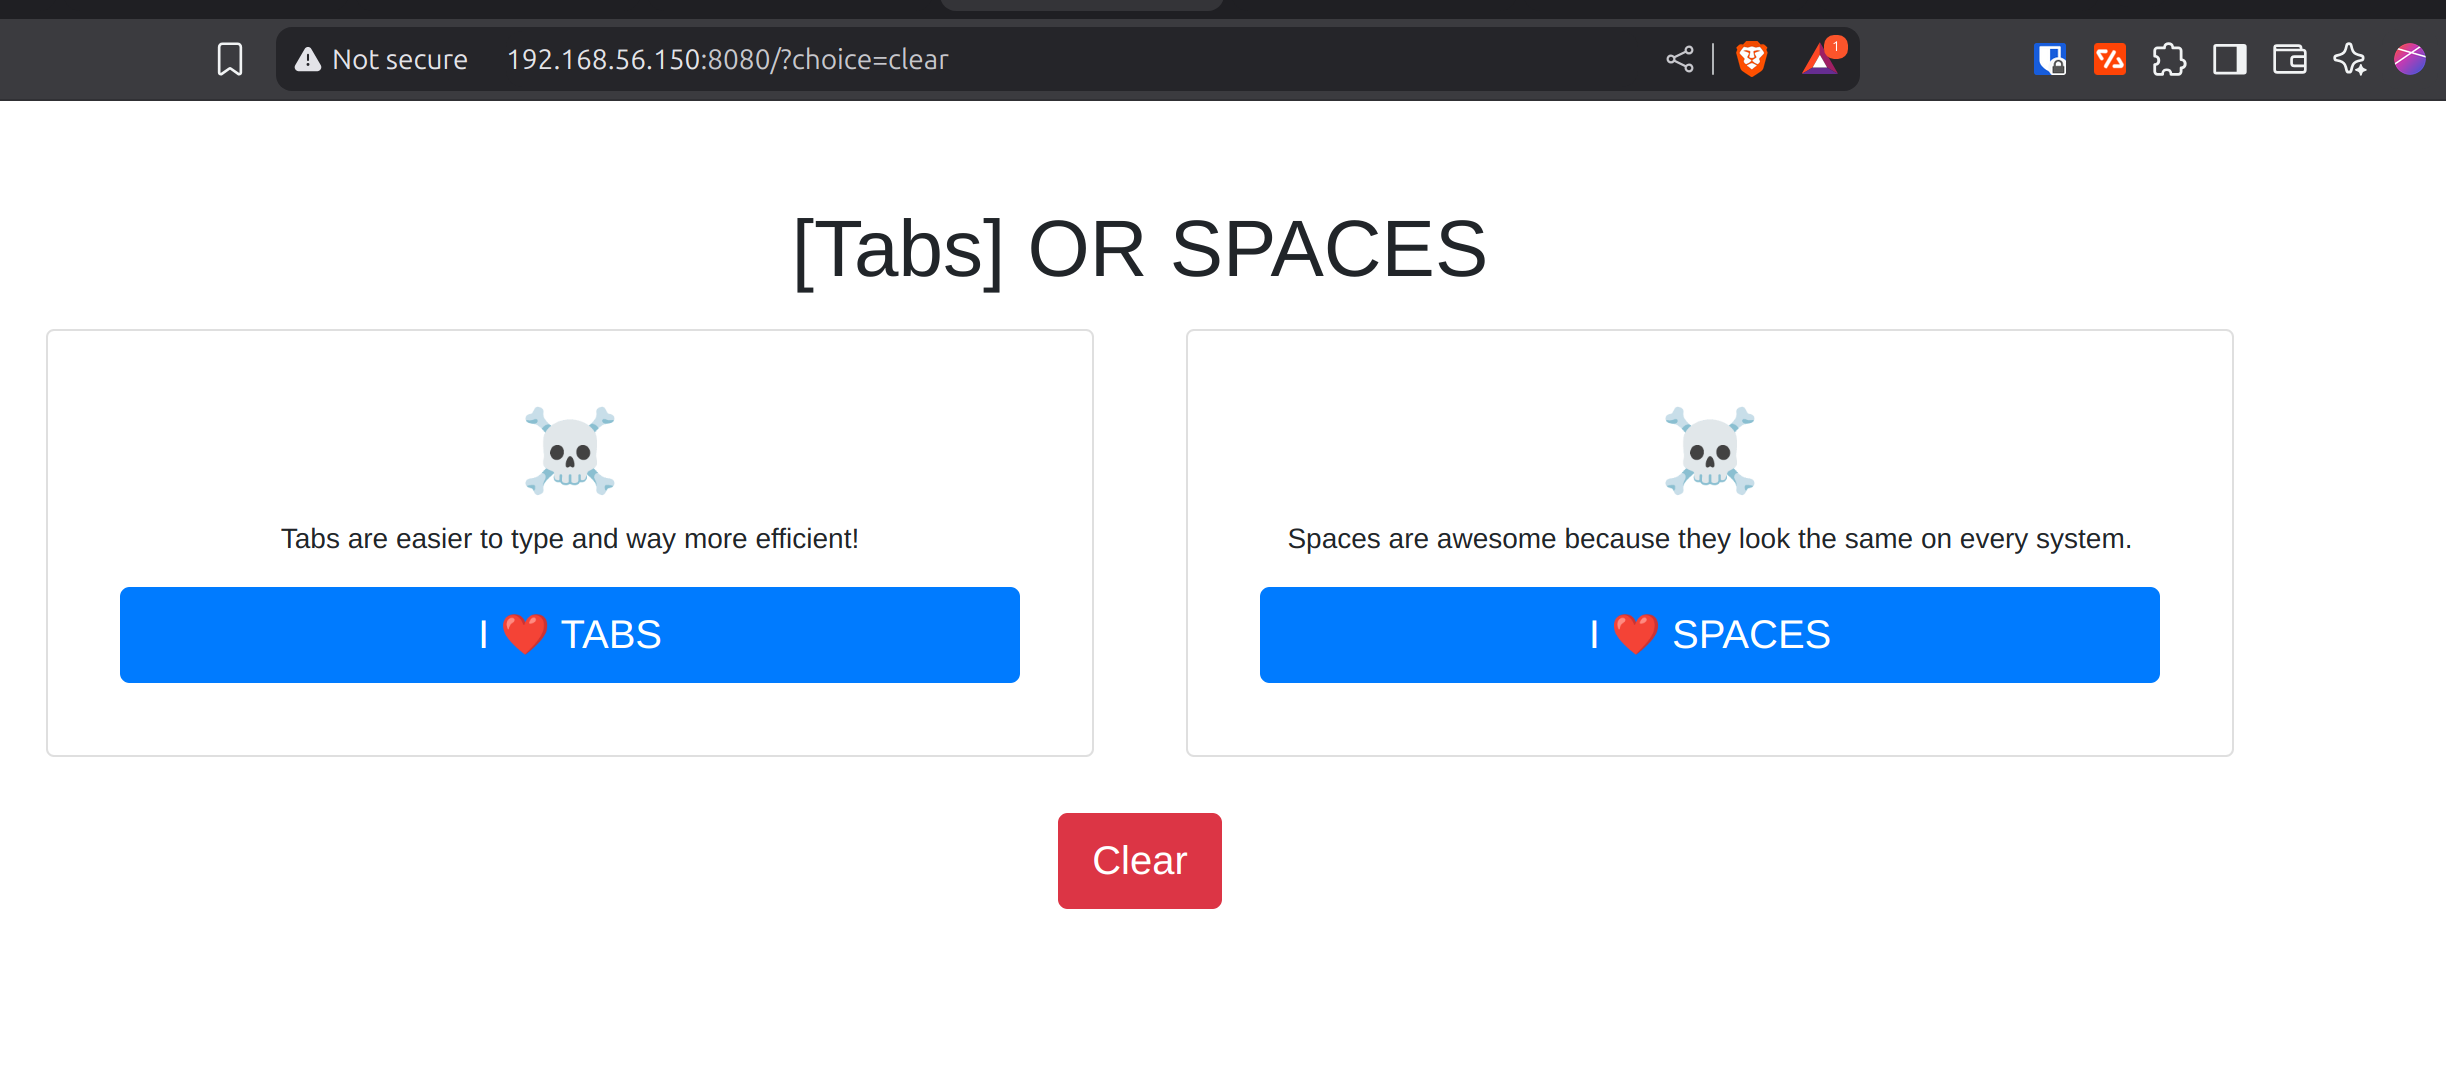 Not secure 192.168.56.150:8080/?choice=clear 1
[Tabs] OR SPACES
☠️ ☠️
Tabs are easier to type and way more efficient! Spaces are awesome because they look the same on every system.
I ❤️ TABS I ❤️ SPACES
Clear